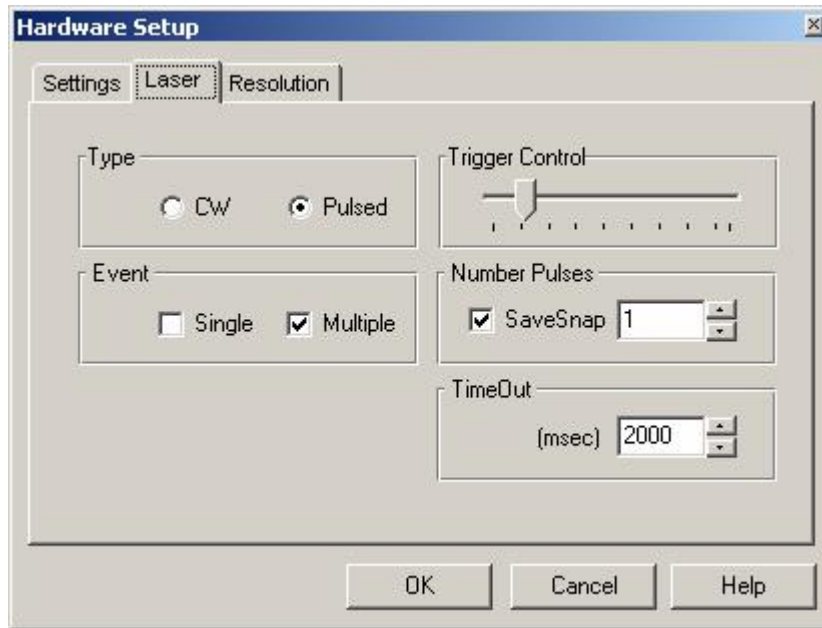 Hardware Setup
Settings Laser Resolution
Type
CW Pulsed
Trigger Control
Event
Single Multiple
Number Pulses
SaveSnap 1
TimeOut
(msec) 2000
OK Cancel Help